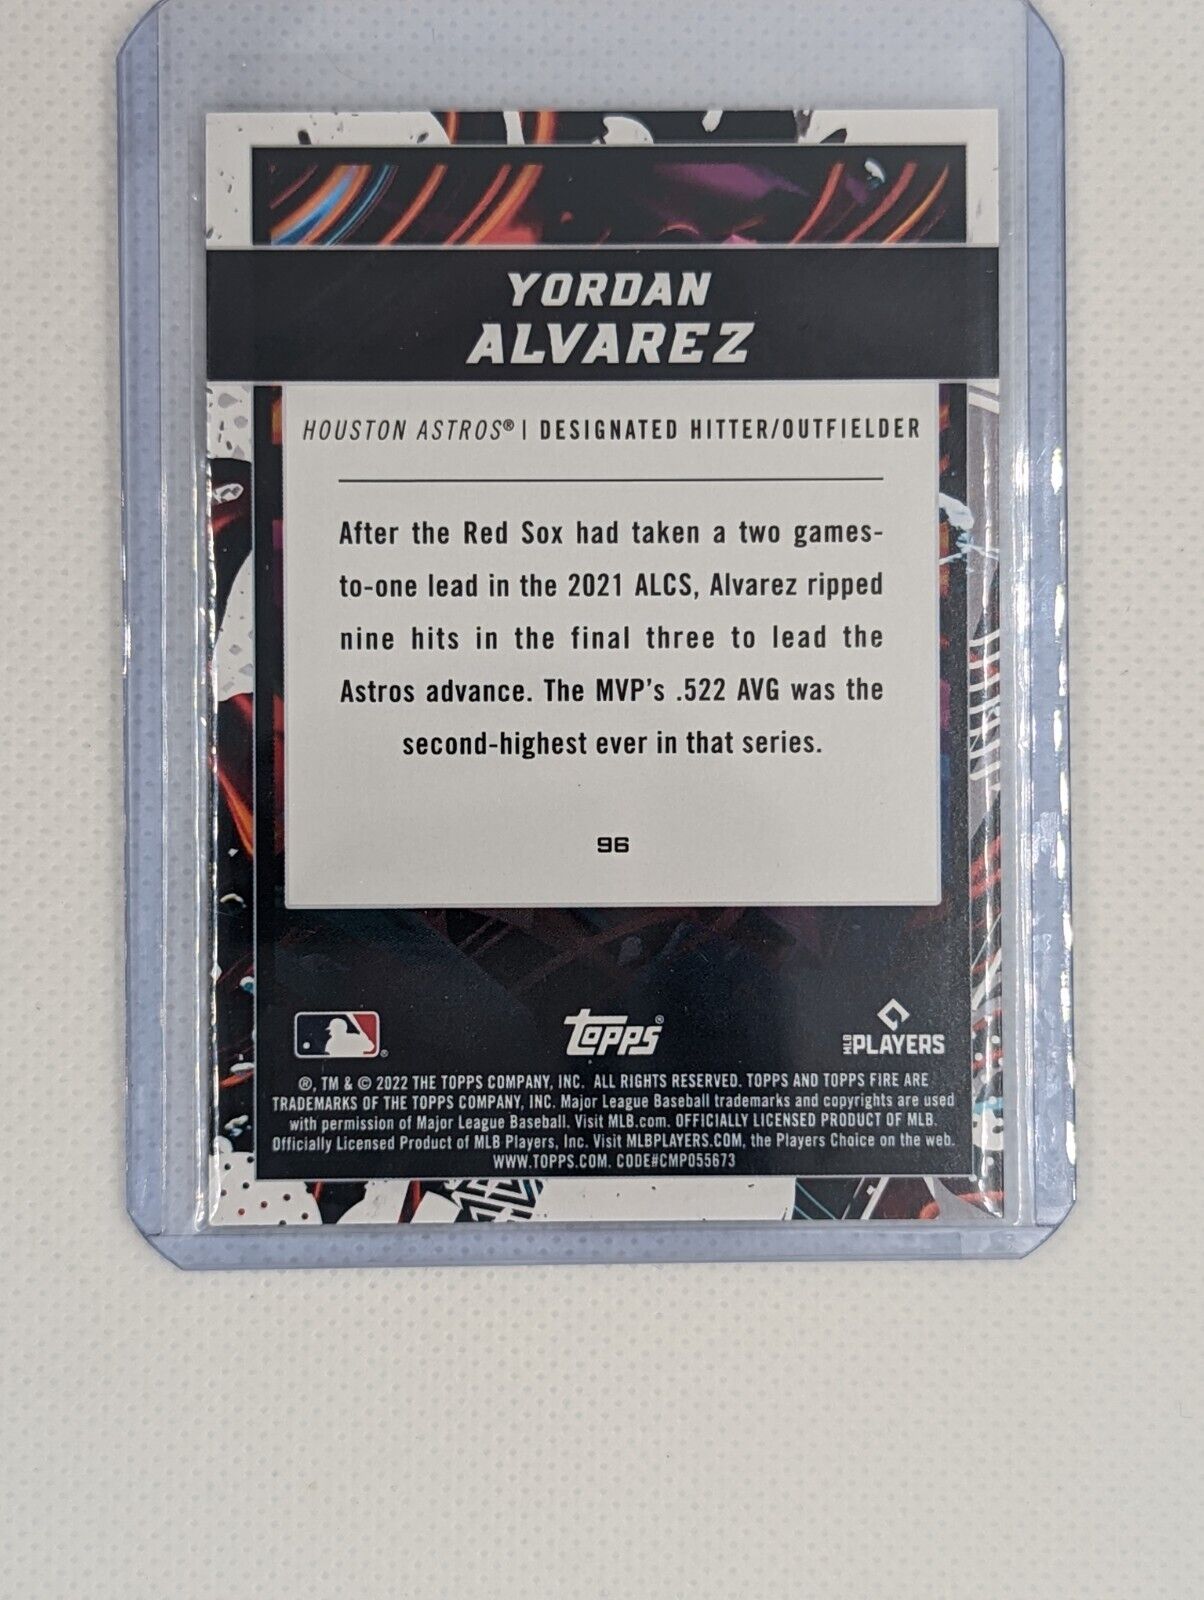 YORDAN
ALVAREZ
HOUSTON ASTROS® | DESIGNATED HITTER/OUTFIELDER
After the Red Sox had taken a two games-
to-one lead in the 2021 ALCS, Alvarez ripped
nine hits in the final three to lead the
Astros advance. The MVP's .522 AVG was the
second-highest ever in that series.
96
®
topps®
MLB PLAYERS
®, TM & © 2022 THE TOPPS COMPANY, INC. ALL RIGHTS RESERVED. TOPPS AND TOPPS FIRE ARE
TRADEMARKS OF THE TOPPS COMPANY, INC. Major League Baseball trademarks and copyrights are used
with permission of Major League Baseball. Visit MLB.com. OFFICIALLY LICENSED PRODUCT OF MLB.
Officially Licensed Product of MLB Players, Inc. Visit MLBPLAYERS.COM, the Players Choice on the web.
WWW.TOPPS.COM. CODE#CMP055673